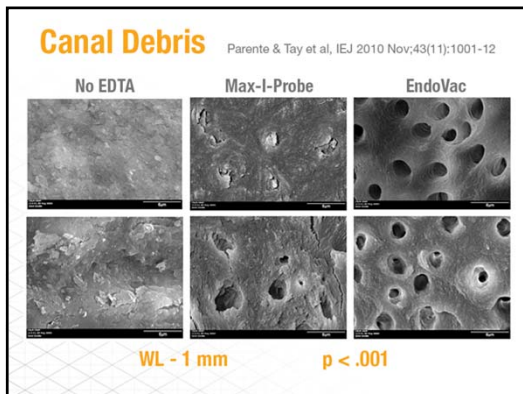 Canal Debris Parente & Tay et al, IEJ 2010 Nov;43(11):1001-12
No EDTA Max-I-Probe EndoVac
WL - 1 mm p < .001